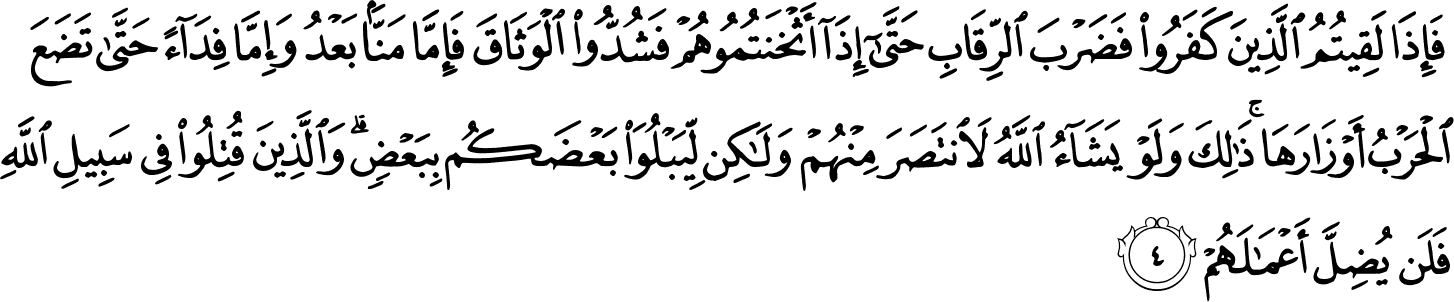 فَإِذَا لَقِيتُمُ ٱلَّذِينَ كَفَرُوا۟ فَضَرْبَ ٱلرِّقَابِ حَتَّىٰٓ إِذَآ أَثْخَنتُمُوهُمْ فَشُدُّوا۟ ٱلْوَثَاقَ فَإِمَّا مَنًّۢا بَعْدُ وَإِمَّا فِدَآءً حَتَّىٰ تَضَعَ
ٱلْحَرْبُ أَوْزَارَهَا ۚ ذَٰلِكَ وَلَوْ يَشَآءُ ٱللَّهُ لَٱنتَصَرَ مِنْهُمْ وَلَٰكِن لِّيَبْلُوَا۟ بَعْضَكُم بِبَعْضٍ ۗ وَٱلَّذِينَ قُتِلُوا۟ فِى سَبِيلِ ٱللَّهِ
فَلَن يُضِلَّ أَعْمَٰلَهُمْ ٤